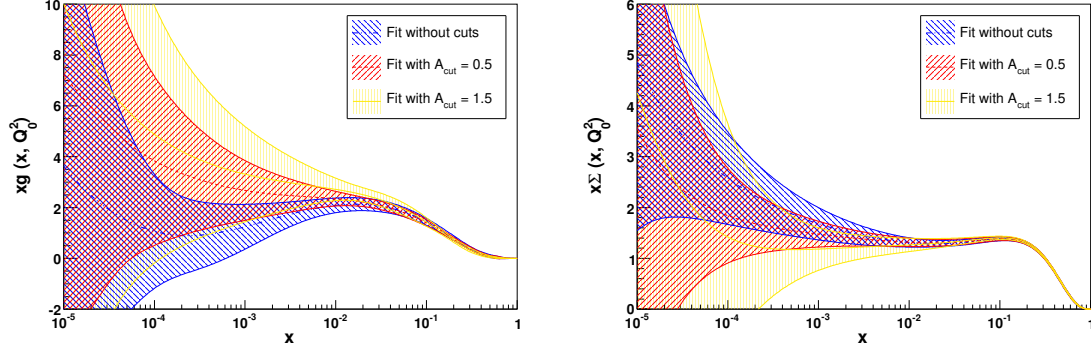 xg (x, Q₀²)
10
8
6
4
2
0
-2
10⁻⁵ 10⁻⁴ 10⁻³ 10⁻² 10⁻¹ 1
x
Fit without cuts
Fit with A_cut = 0.5
Fit with A_cut = 1.5
xΣ (x, Q₀²)
6
5
4
3
2
1
0
10⁻⁵ 10⁻⁴ 10⁻³ 10⁻² 10⁻¹ 1
x
Fit without cuts
Fit with A_cut = 0.5
Fit with A_cut = 1.5